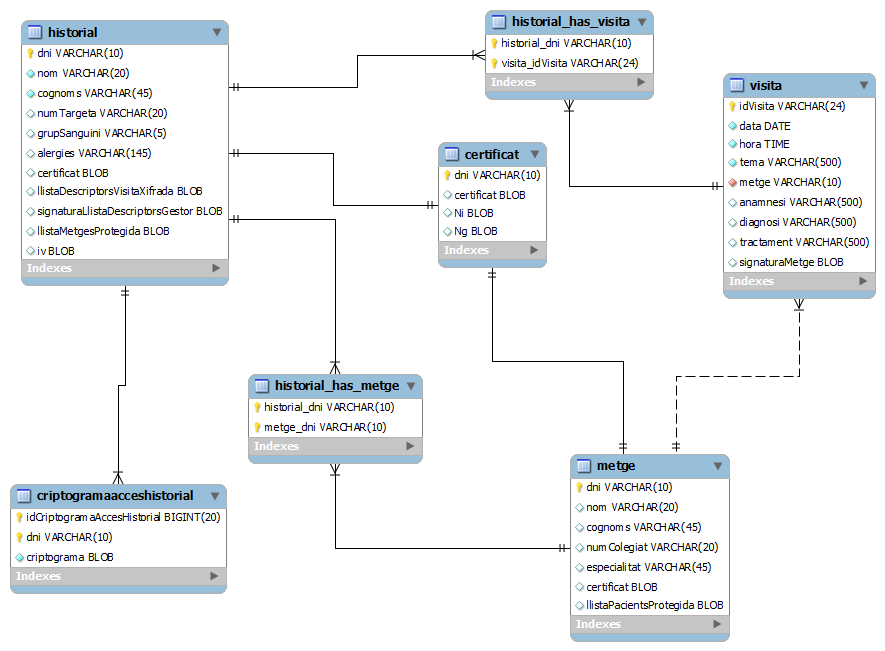 historial
dni VARCHAR(10)
nom VARCHAR(20)
cognoms VARCHAR(45)
numTargeta VARCHAR(20)
grupSanguini VARCHAR(5)
alergies VARCHAR(145)
certificat BLOB
llistaDescriptorsVisitaXifrada BLOB
signaturaLlistaDescriptorsGestor BLOB
llistaMetgesProtegida BLOB
iv BLOB
Indexes
historial_has_visita
historial_dni VARCHAR(10)
visita_idVisita VARCHAR(24)
Indexes
visita
idVisita VARCHAR(24)
data DATE
hora TIME
tema VARCHAR(500)
metge VARCHAR(10)
anamnesi VARCHAR(500)
diagnosi VARCHAR(500)
tractament VARCHAR(500)
signaturaMetge BLOB
Indexes
certificat
dni VARCHAR(10)
certificat BLOB
Ni BLOB
Ng BLOB
Indexes
historial_has_metge
historial_dni VARCHAR(10)
metge_dni VARCHAR(10)
Indexes
criptogramaacceshistorial
idCriptogramaAccesHistorial BIGINT(20)
dni VARCHAR(10)
criptograma BLOB
Indexes
metge
dni VARCHAR(10)
nom VARCHAR(20)
cognoms VARCHAR(45)
numColegiat VARCHAR(20)
especialitat VARCHAR(45)
certificat BLOB
llistaPacientsProtegida BLOB
Indexes